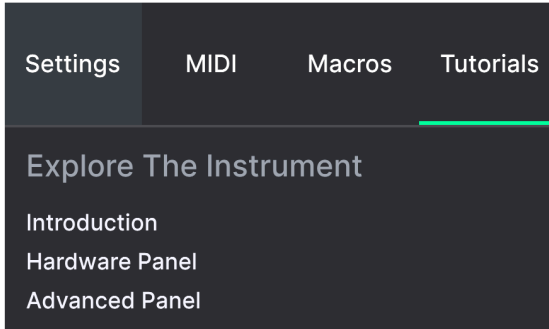 Settings MIDI Macros Tutorials
Explore The Instrument
Introduction
Hardware Panel
Advanced Panel